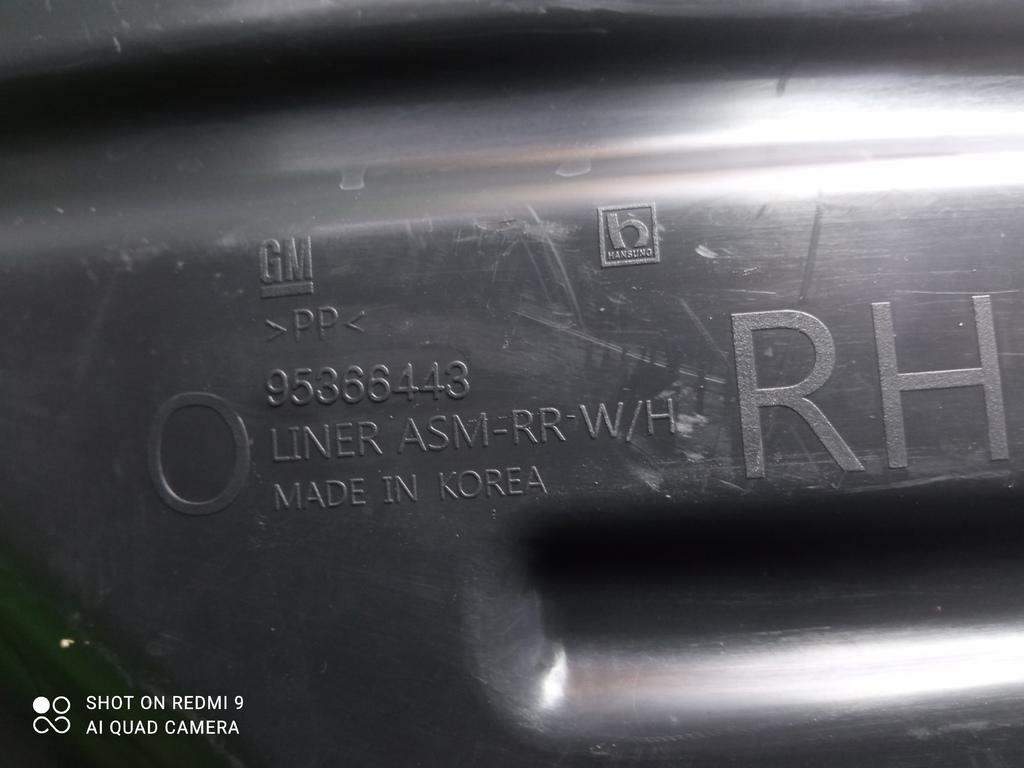 GM
h
HANSUNG
>PP<
95366443
LINER ASM-RR-W/H
MADE IN KOREA
O
RH
SHOT ON REDMI 9
AI QUAD CAMERA